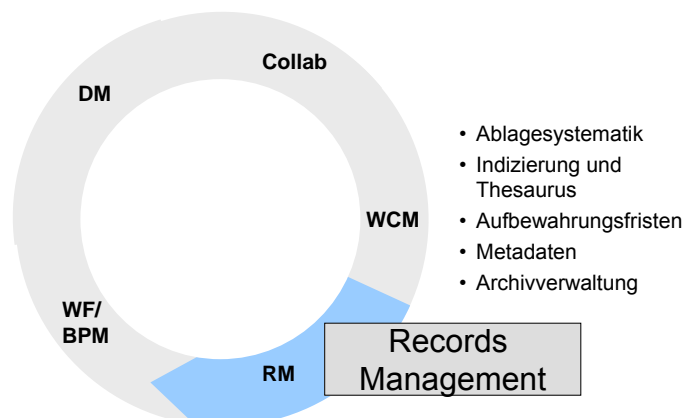 Collab
DM
• Ablagesystematik
• Indizierung und
Thesaurus
• Aufbewahrungsfristen
• Metadaten
• Archivverwaltung
WCM
WF/
BPM
RM
Records
Management